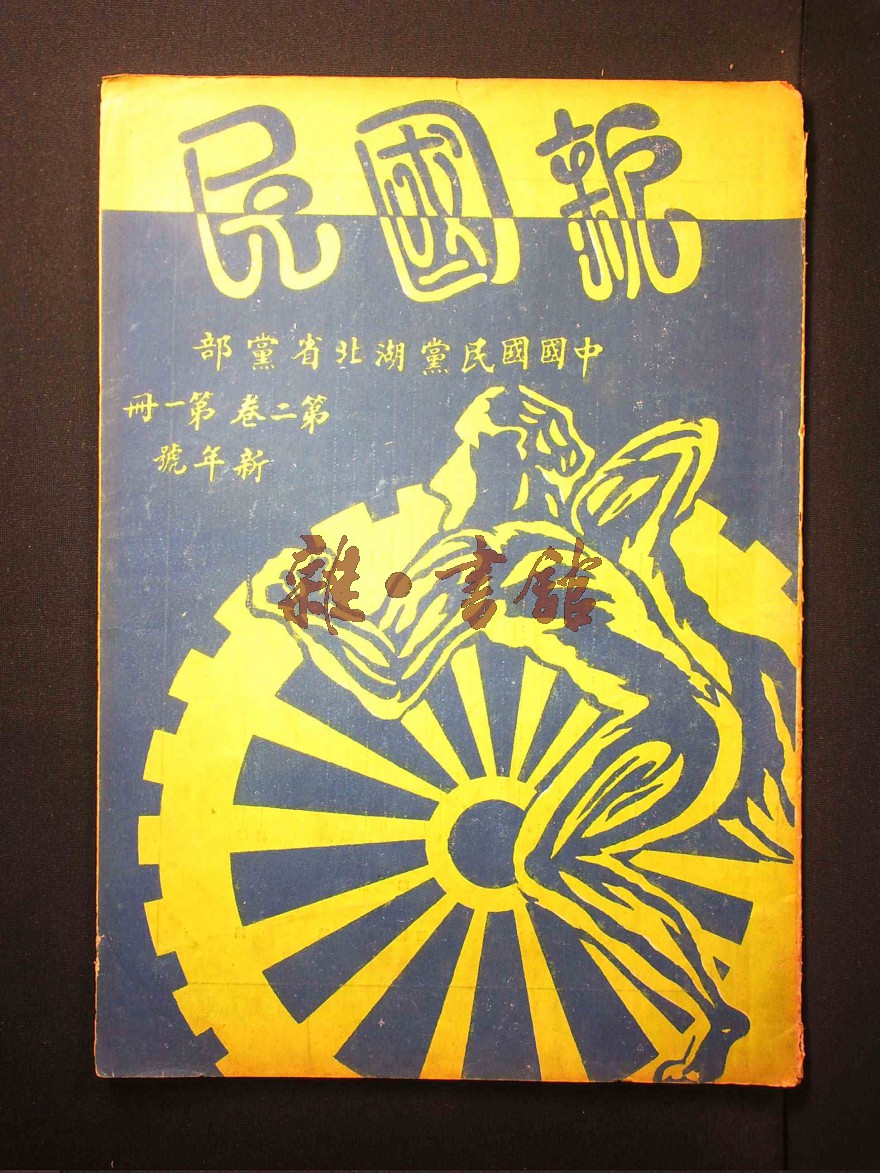 新國民
中國國民黨湖北省黨部
第二卷 第一冊
新年號
雜·書館